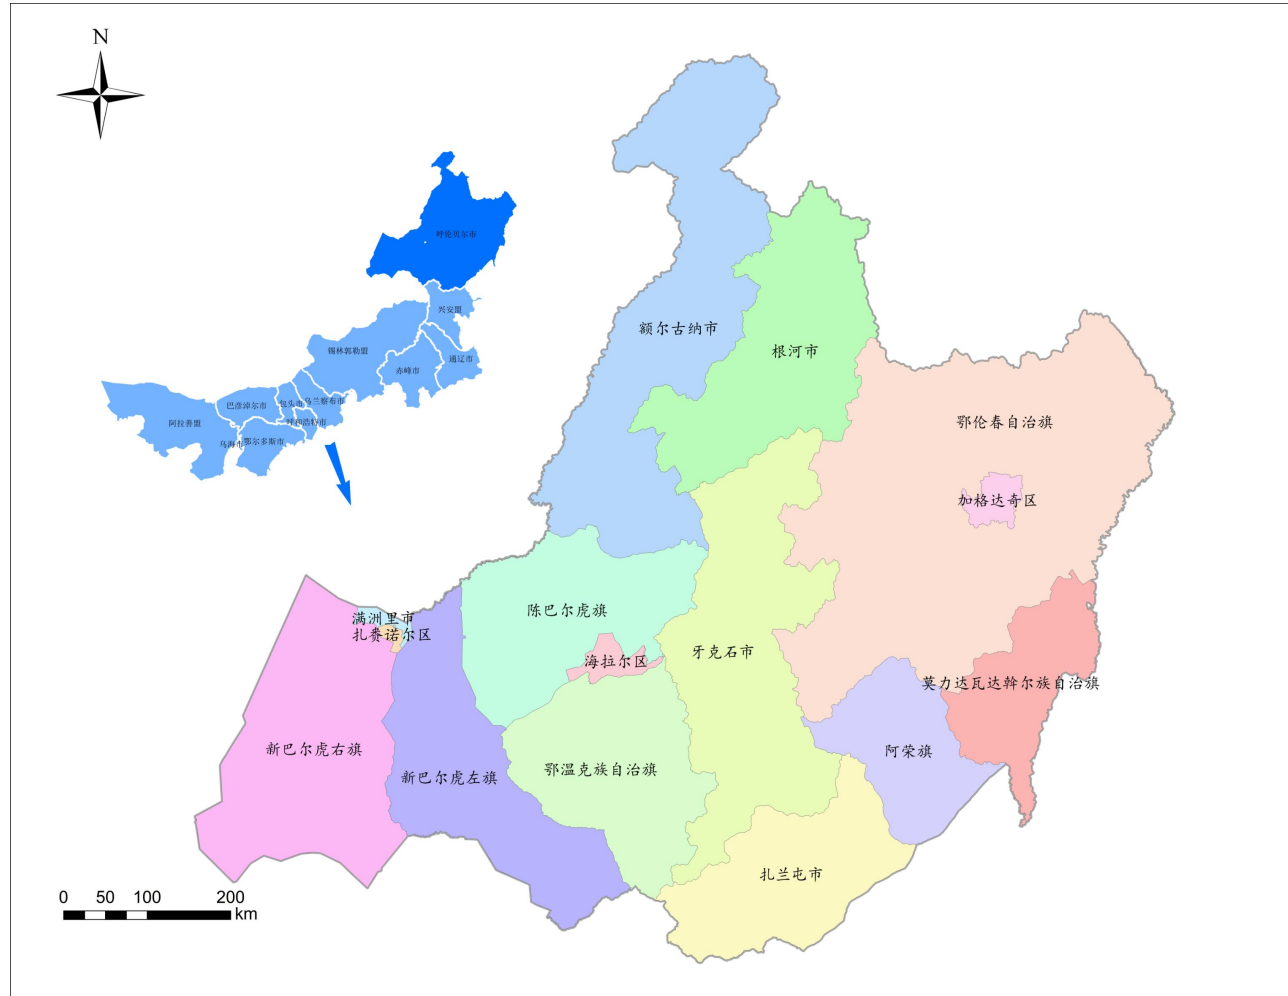 N
呼伦贝尔市
兴安盟
锡林郭勒盟
通辽市
赤峰市
巴彦淖尔市
包头市
乌兰察布市
呼和浩特市
阿拉善盟
乌海市
鄂尔多斯市
额尔古纳市
根河市
鄂伦春自治旗
加格达奇区
陈巴尔虎旗
满洲里市
扎赉诺尔区
海拉尔区
牙克石市
莫力达瓦达斡尔族自治旗
新巴尔虎右旗
新巴尔虎左旗
鄂温克族自治旗
阿荣旗
扎兰屯市
0 50 100 200
km